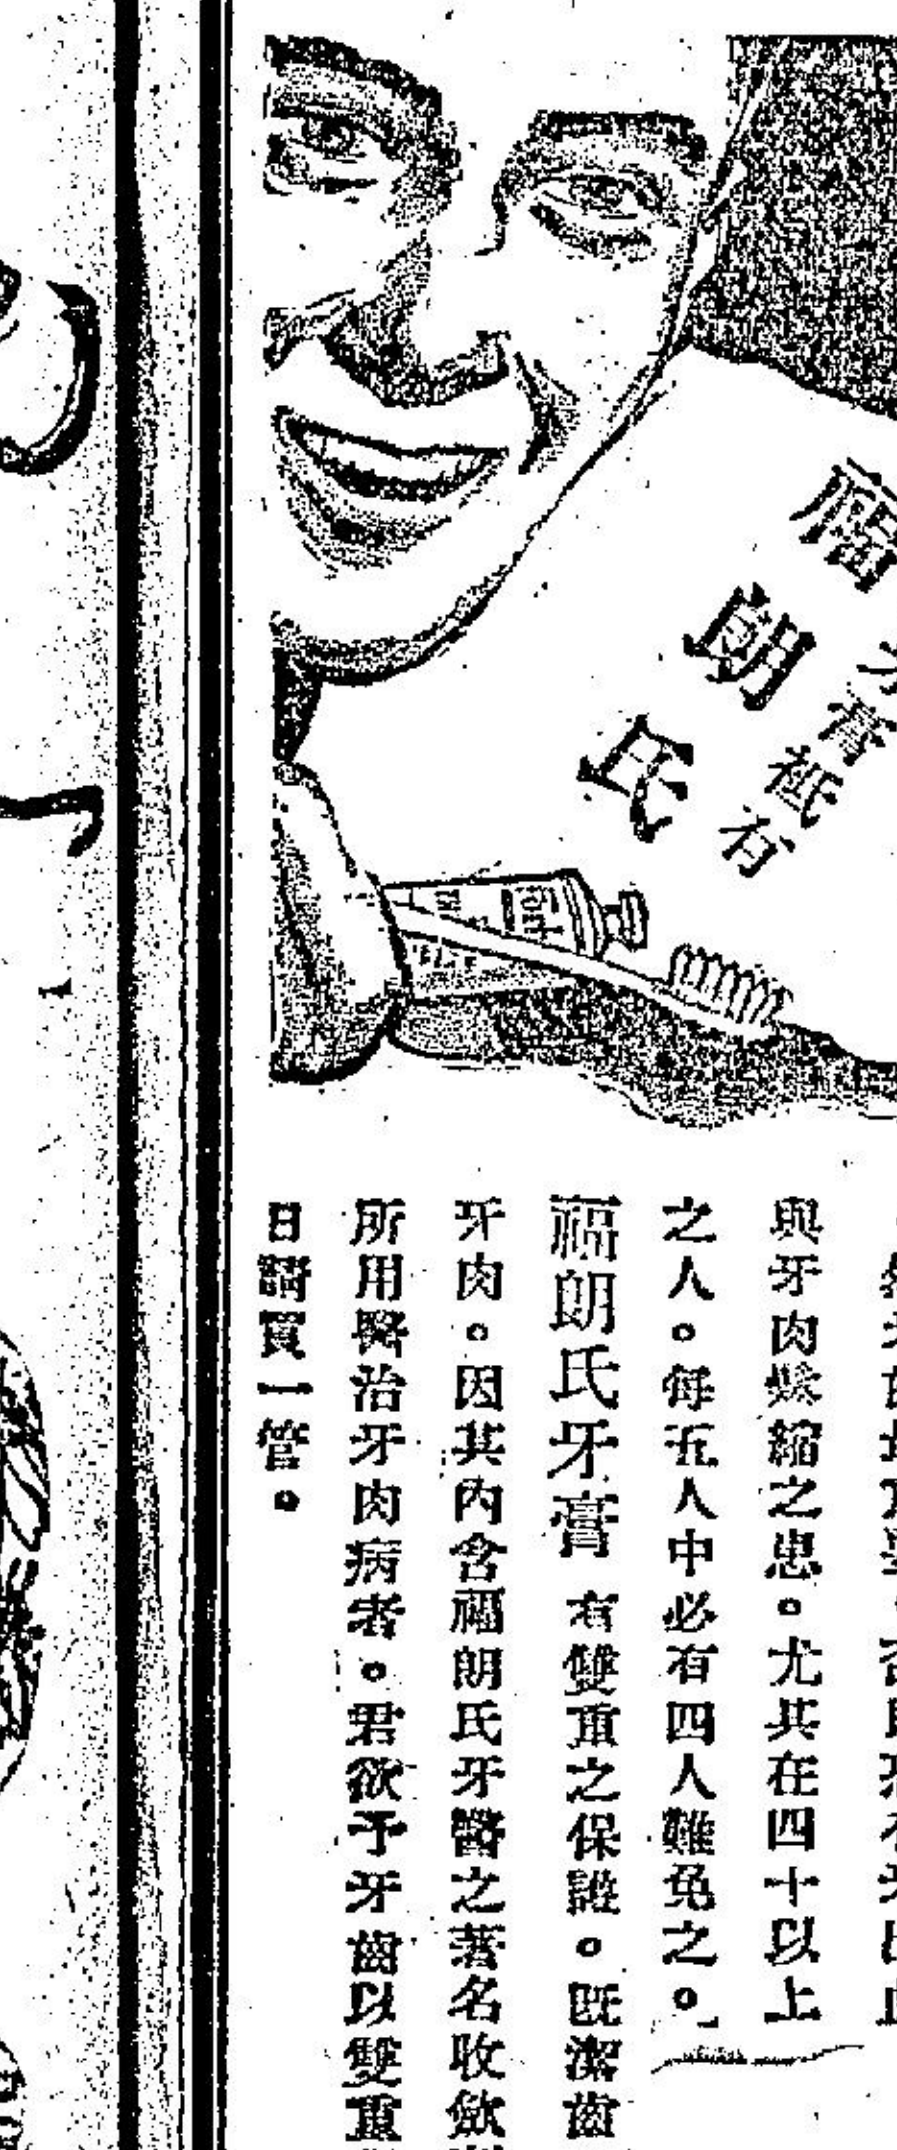 福
朗
氏
膏祗有
與牙肉縮之患。尤其在四十以上
之人。每五人中必有四人難免之。
福朗氏牙膏 有雙重之保護。既潔齒
牙肉。因其內含福朗氏牙醫之著名收斂
所用醫治牙肉病者。君欲予牙齒以雙重
日請買一管。